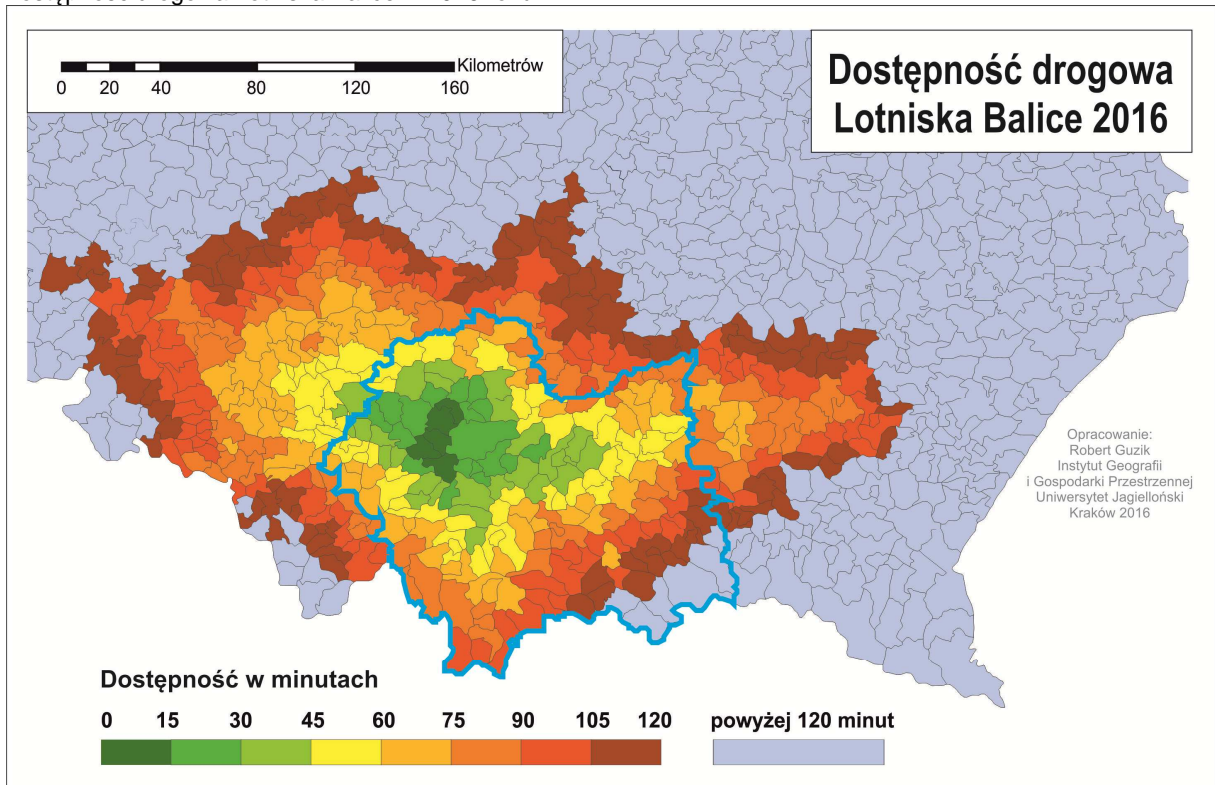 Kilometrów
0 20 40 80 120 160
Dostępność drogowa
Lotniska Balice 2016
Opracowanie:
Robert Guzik
Instytut Geografii
i Gospodarki Przestrzennej
Uniwersytet Jagielloński
Kraków 2016
Dostępność w minutach
0 15 30 45 60 75 90 105 120 powyżej 120 minut